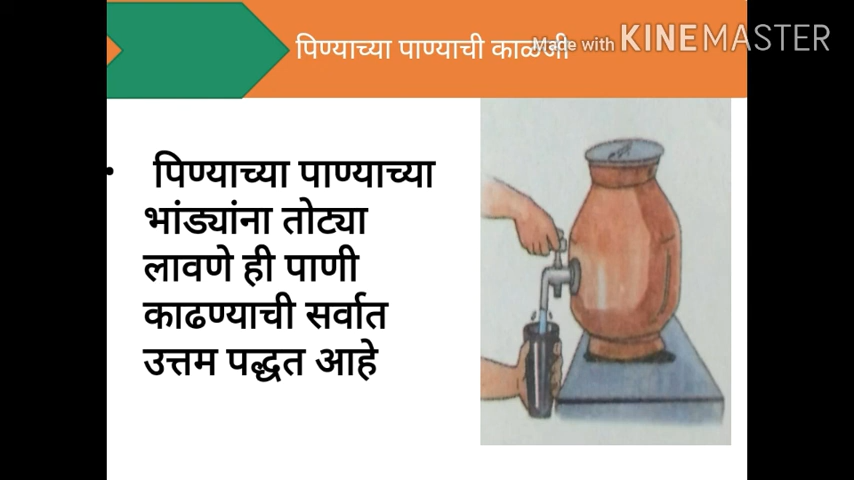 पिण्याच्या पाण्याची काळजी
Made with KINEMASTER
पिण्याच्या पाण्याच्या
भांड्यांना तोट्या
लावणे ही पाणी
काढण्याची सर्वात
उत्तम पद्धत आहे